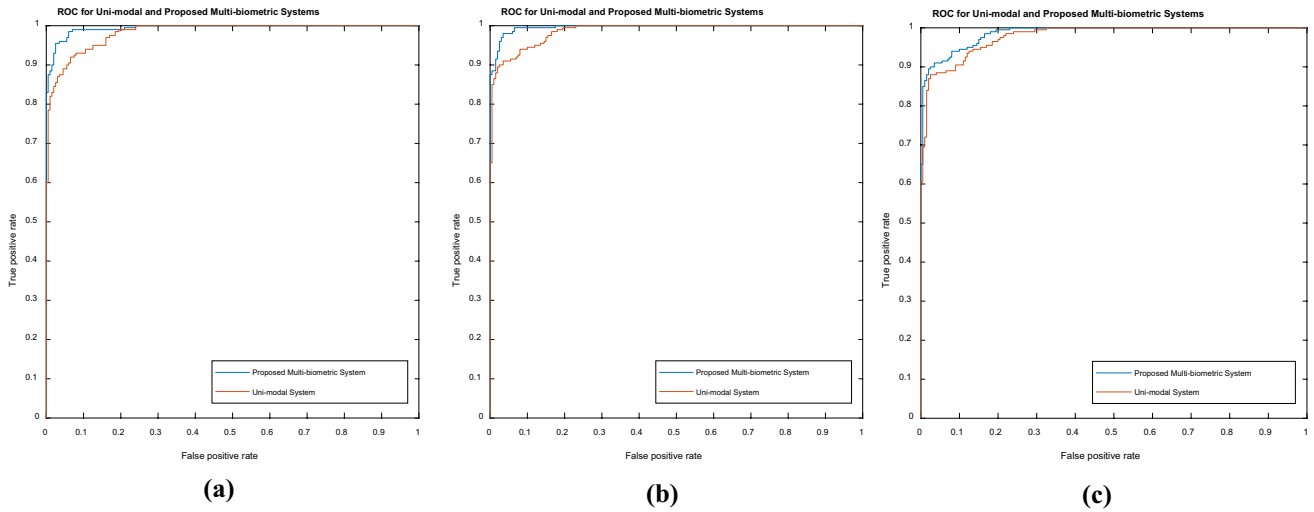 ROC for Uni-modal and Proposed Multi-biometric Systems
1
0.9
0.8
0.7
0.6
0.5
0.4
0.3
0.2
0.1
0
True positive rate
Proposed Multi-biometric System
Uni-modal System
0 0.1 0.2 0.3 0.4 0.5 0.6 0.7 0.8 0.9 1
False positive rate
(a)
ROC for Uni-modal and Proposed Multi-biometric Systems
1
0.9
0.8
0.7
0.6
0.5
0.4
0.3
0.2
0.1
0
True positive rate
Proposed Multi-biometric System
Uni-modal System
0 0.1 0.2 0.3 0.4 0.5 0.6 0.7 0.8 0.9 1
False positive rate
(b)
ROC for Uni-modal and Proposed Multi-biometric Systems
1
0.9
0.8
0.7
0.6
0.5
0.4
0.3
0.2
0.1
0
True positive rate
Proposed Multi-biometric System
Uni-modal System
0 0.1 0.2 0.3 0.4 0.5 0.6 0.7 0.8 0.9 1
False positive rate
(c)